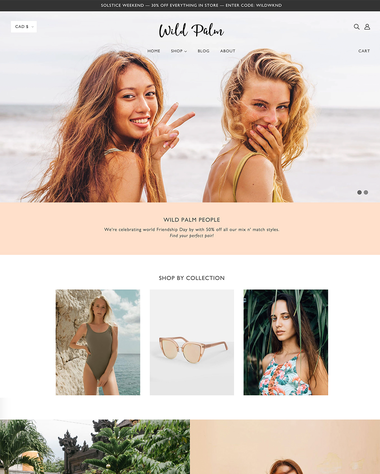 SOLSTICE WEEKEND — 30% OFF EVERYTHING IN STORE — ENTER CODE: WILDWKND
CAD $
Wild Palm
HOME SHOP BLOG ABOUT CART
WILD PALM PEOPLE
We're celebrating world Friendship Day by with 50% off all our mix n' match styles.
Find your perfect pair!
SHOP BY COLLECTION